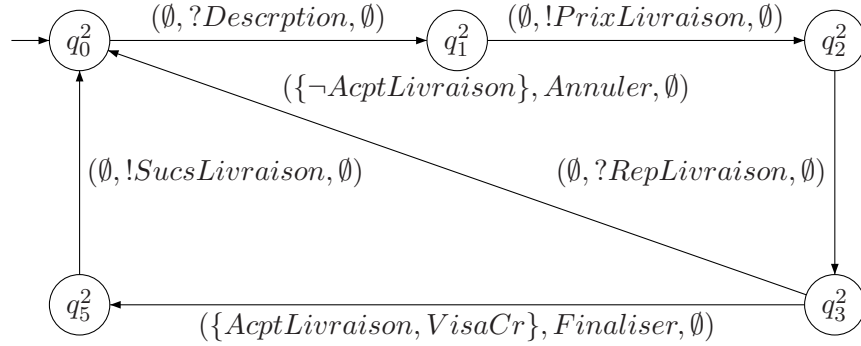 (∅, ?Descrption, ∅)
(∅, !PrixLivraison, ∅)
q₀²
q₁²
q₂²
({¬AcptLivraison}, Annuler, ∅)
(∅, !SucsLivraison, ∅)
(∅, ?RepLivraison, ∅)
q₅²
q₃²
({AcptLivraison, VisaCr}, Finaliser, ∅)